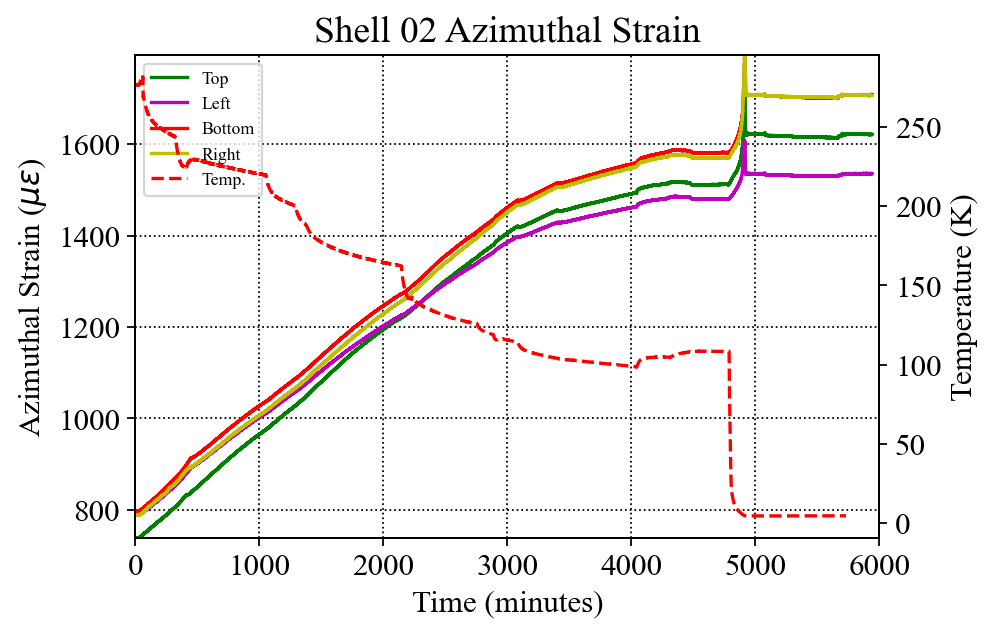 Shell 02 Azimuthal Strain
Top
Left
Bottom
Right
Temp.
Azimuthal Strain (με)
1600
1400
1200
1000
800
250
200
150
100
50
0
Temperature (K)
0 1000 2000 3000 4000 5000 6000
Time (minutes)